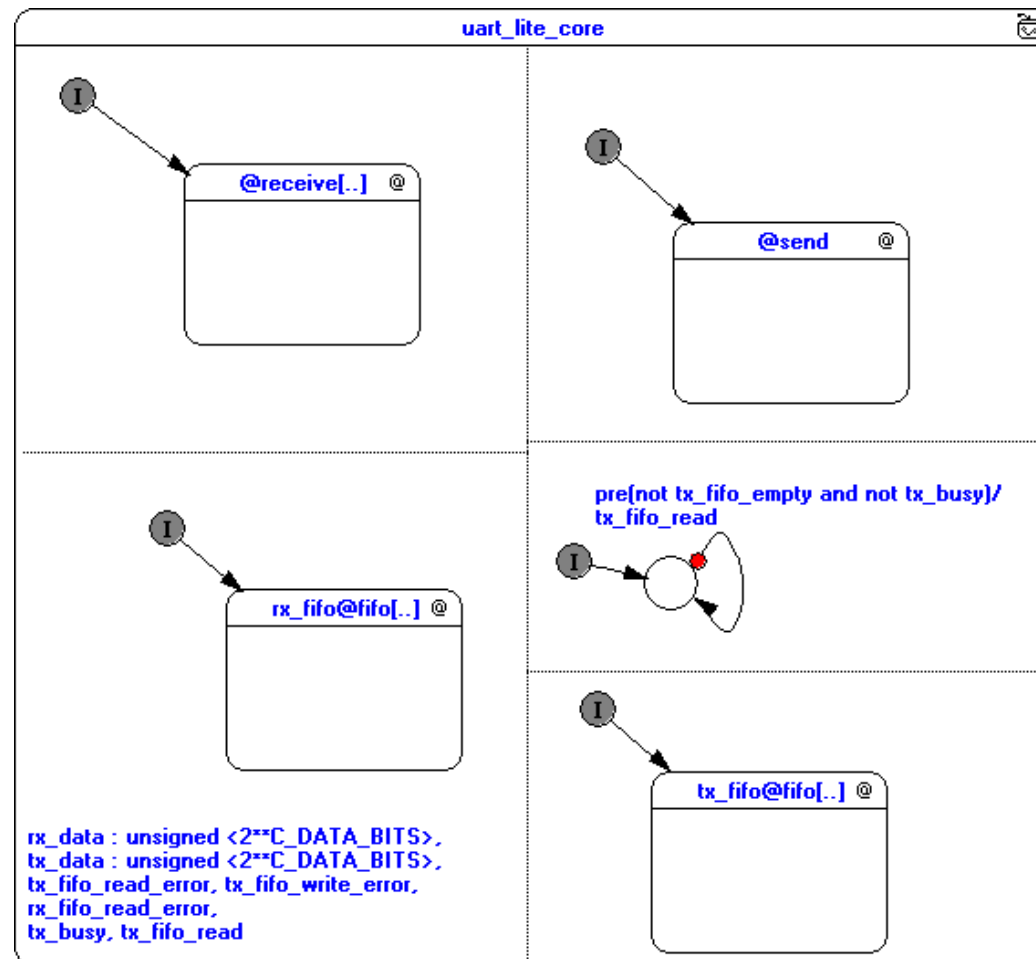 uart_lite_core
I
@receive[..] @
I
@send @
I
rx_fifo@fifo[..] @
pre(not tx_fifo_empty and not tx_busy)/
tx_fifo_read
I
I
tx_fifo@fifo[..] @
rx_data : unsigned <2**C_DATA_BITS>,
tx_data : unsigned <2**C_DATA_BITS>,
tx_fifo_read_error, tx_fifo_write_error,
rx_fifo_read_error,
tx_busy, tx_fifo_read